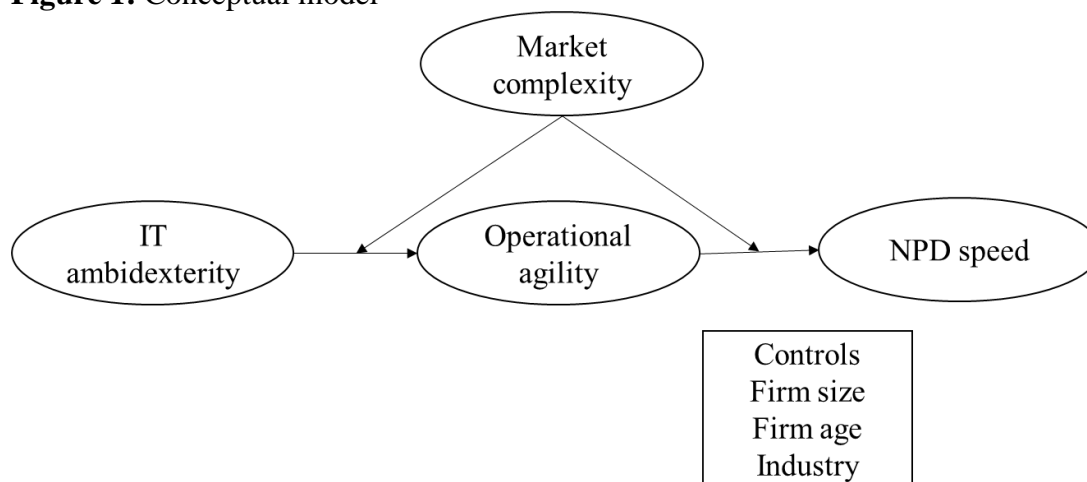 Figure 1: Conceptual model
Market
complexity
IT
ambidexterity
Operational
agility
NPD speed
Controls
Firm size
Firm age
Industry